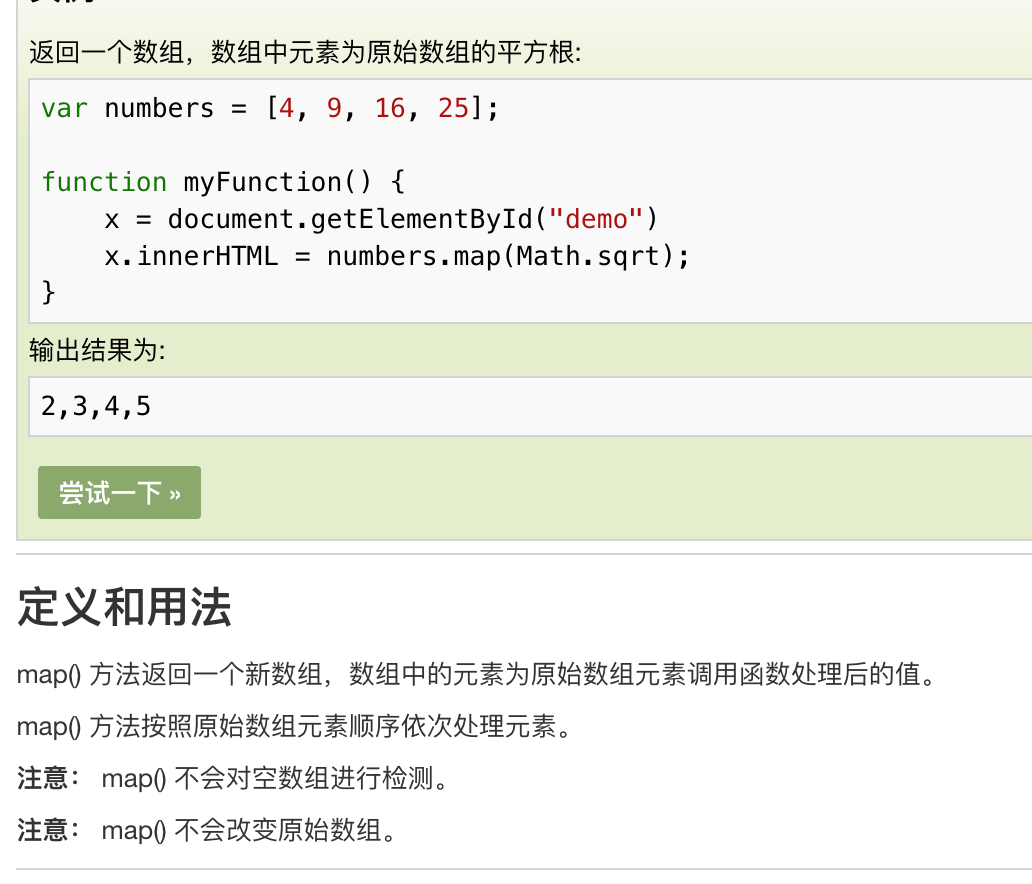 返回一个数组，数组中元素为原始数组的平方根:
var numbers = [4, 9, 16, 25];
function myFunction() {
    x = document.getElementById("demo")
    x.innerHTML = numbers.map(Math.sqrt);
}
输出结果为:
2,3,4,5
尝试一下 »
定义和用法
map() 方法返回一个新数组，数组中的元素为原始数组元素调用函数处理后的值。
map() 方法按照原始数组元素顺序依次处理元素。
注意： map() 不会对空数组进行检测。
注意： map() 不会改变原始数组。